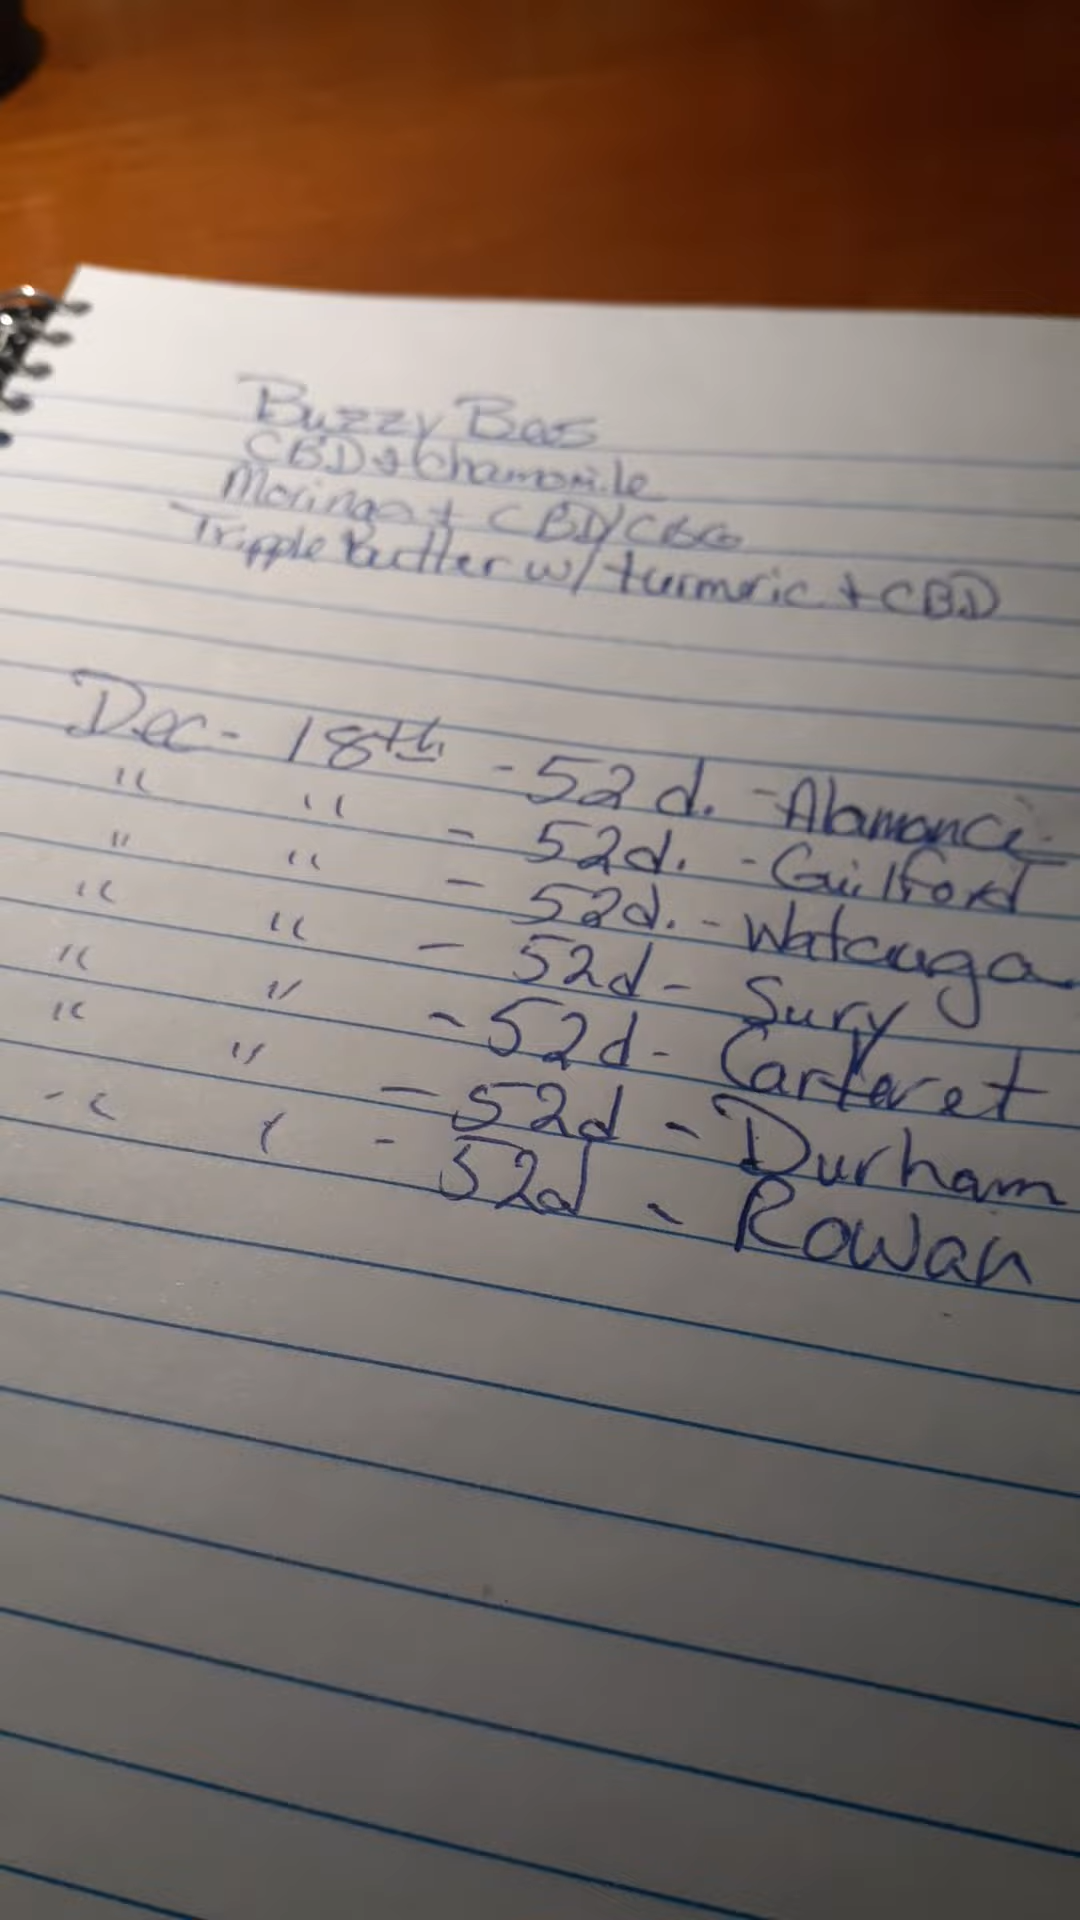 Buzzy Bees
CBD & Chamomile
Moringa + CBD/CBG
Tripple Butter w/ turmeric + CBD
Dec - 18th - 52d. - Alamance
" " - 52d. - Guilford
" " - 52d. - Watauga
" " - 52d - Surry
" " - 52d - Carteret
" " - 52d - Durham
" " - 52d - Rowan